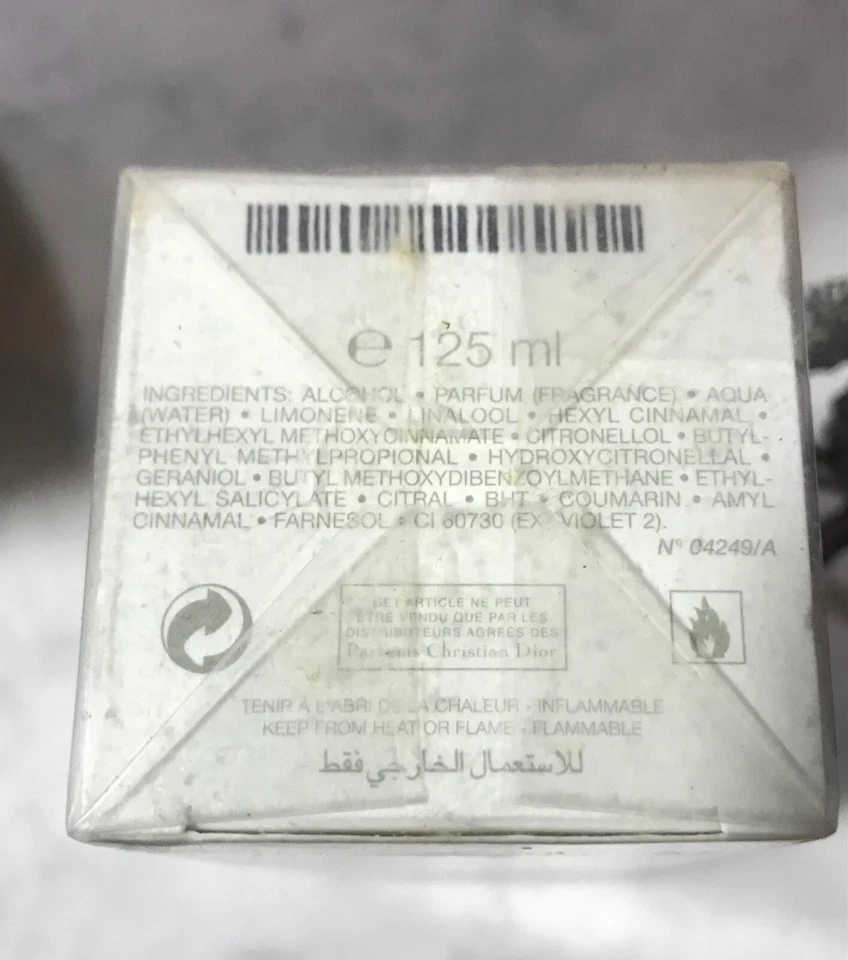 e 125 ml
INGREDIENTS: ALCOHOL • PARFUM (FRAGRANCE) • AQUA
(WATER) • LIMONENE • LINALOOL • HEXYL CINNAMAL •
ETHYLHEXYL METHOXYCINNAMATE • CITRONELLOL • BUTYL-
PHENYL METHYLPROPIONAL • HYDROXYCITRONELLAL •
GERANIOL • BUTYL METHOXYDIBENZOYLMETHANE • ETHYL-
HEXYL SALICYLATE • CITRAL • BHT • COUMARIN • AMYL
CINNAMAL • FARNESOL • CI 60730 (EXT VIOLET 2).
N° 04249/A
CET ARTICLE NE PEUT
ETRE VENDU QUE PAR LES
DISTRIBUTEURS AGREES DES
Parfums Christian Dior
TENIR À L'ABRI DE LA CHALEUR - INFLAMMABLE
KEEP FROM HEAT OR FLAME - FLAMMABLE
للاستعمال الخارجي فقط